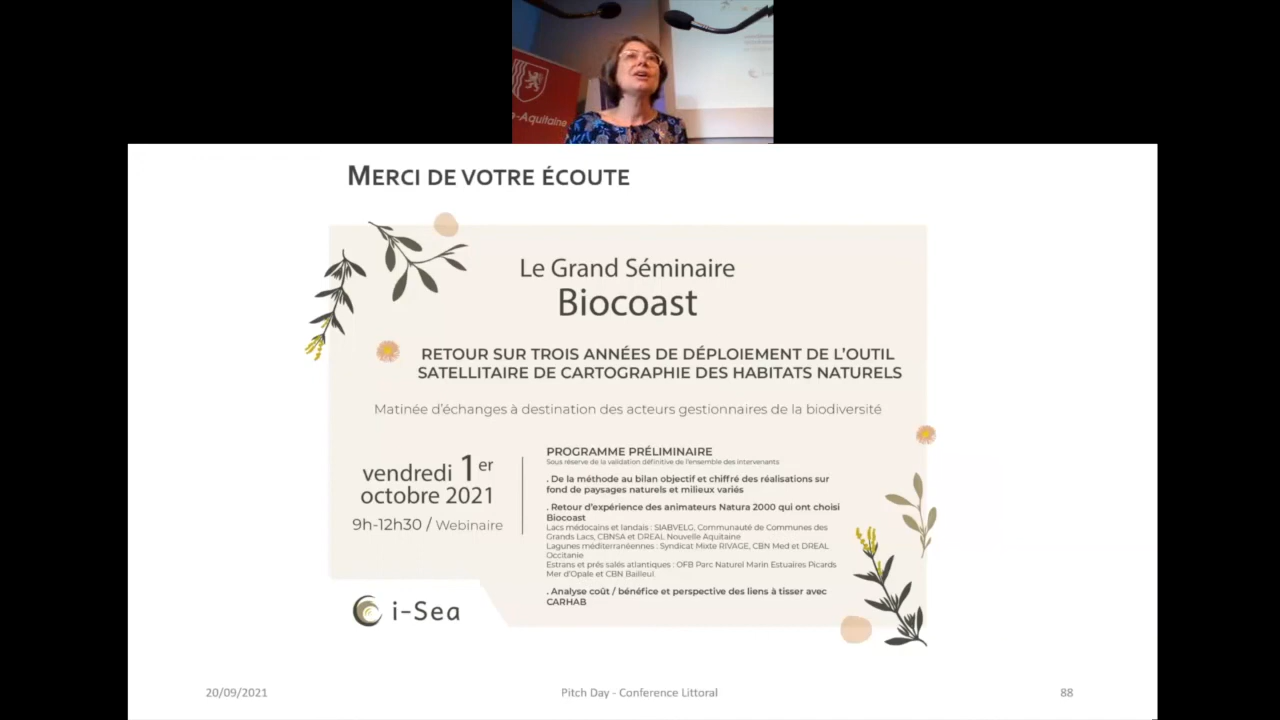 e-Aquitaine
MERCI DE VOTRE ÉCOUTE
Le Grand Séminaire
Biocoast
RETOUR SUR TROIS ANNÉES DE DÉPLOIEMENT DE L'OUTIL
SATELLITAIRE DE CARTOGRAPHIE DES HABITATS NATURELS
Matinée d'échanges à destination des acteurs gestionnaires de la biodiversité
vendredi 1er
octobre 2021
9h-12h30 / Webinaire
PROGRAMME PRÉLIMINAIRE
Sous réserve de la validation définitive de l'ensemble des intervenants
. De la méthode au bilan objectif et chiffré des réalisations sur
fond de paysages naturels et milieux variés
. Retour d'expérience des animateurs Natura 2000 qui ont choisi
Biocoast
Lacs médocains et landais : SIABVELG, Communauté de Communes des
Grands Lacs, CBNSA et DREAL Nouvelle Aquitaine
Lagunes méditerranéennes : Syndicat Mixte RIVAGE, CBN Med et DREAL
Occitanie
Estrans et prés salés atlantiques : OFB Parc Naturel Marin Estuaires Picards
Mer d'Opale et CBN Bailleul
. Analyse coût / bénéfice et perspective des liens à tisser avec
CARHAB
i-Sea
20/09/2021
Pitch Day - Conference Littoral
88